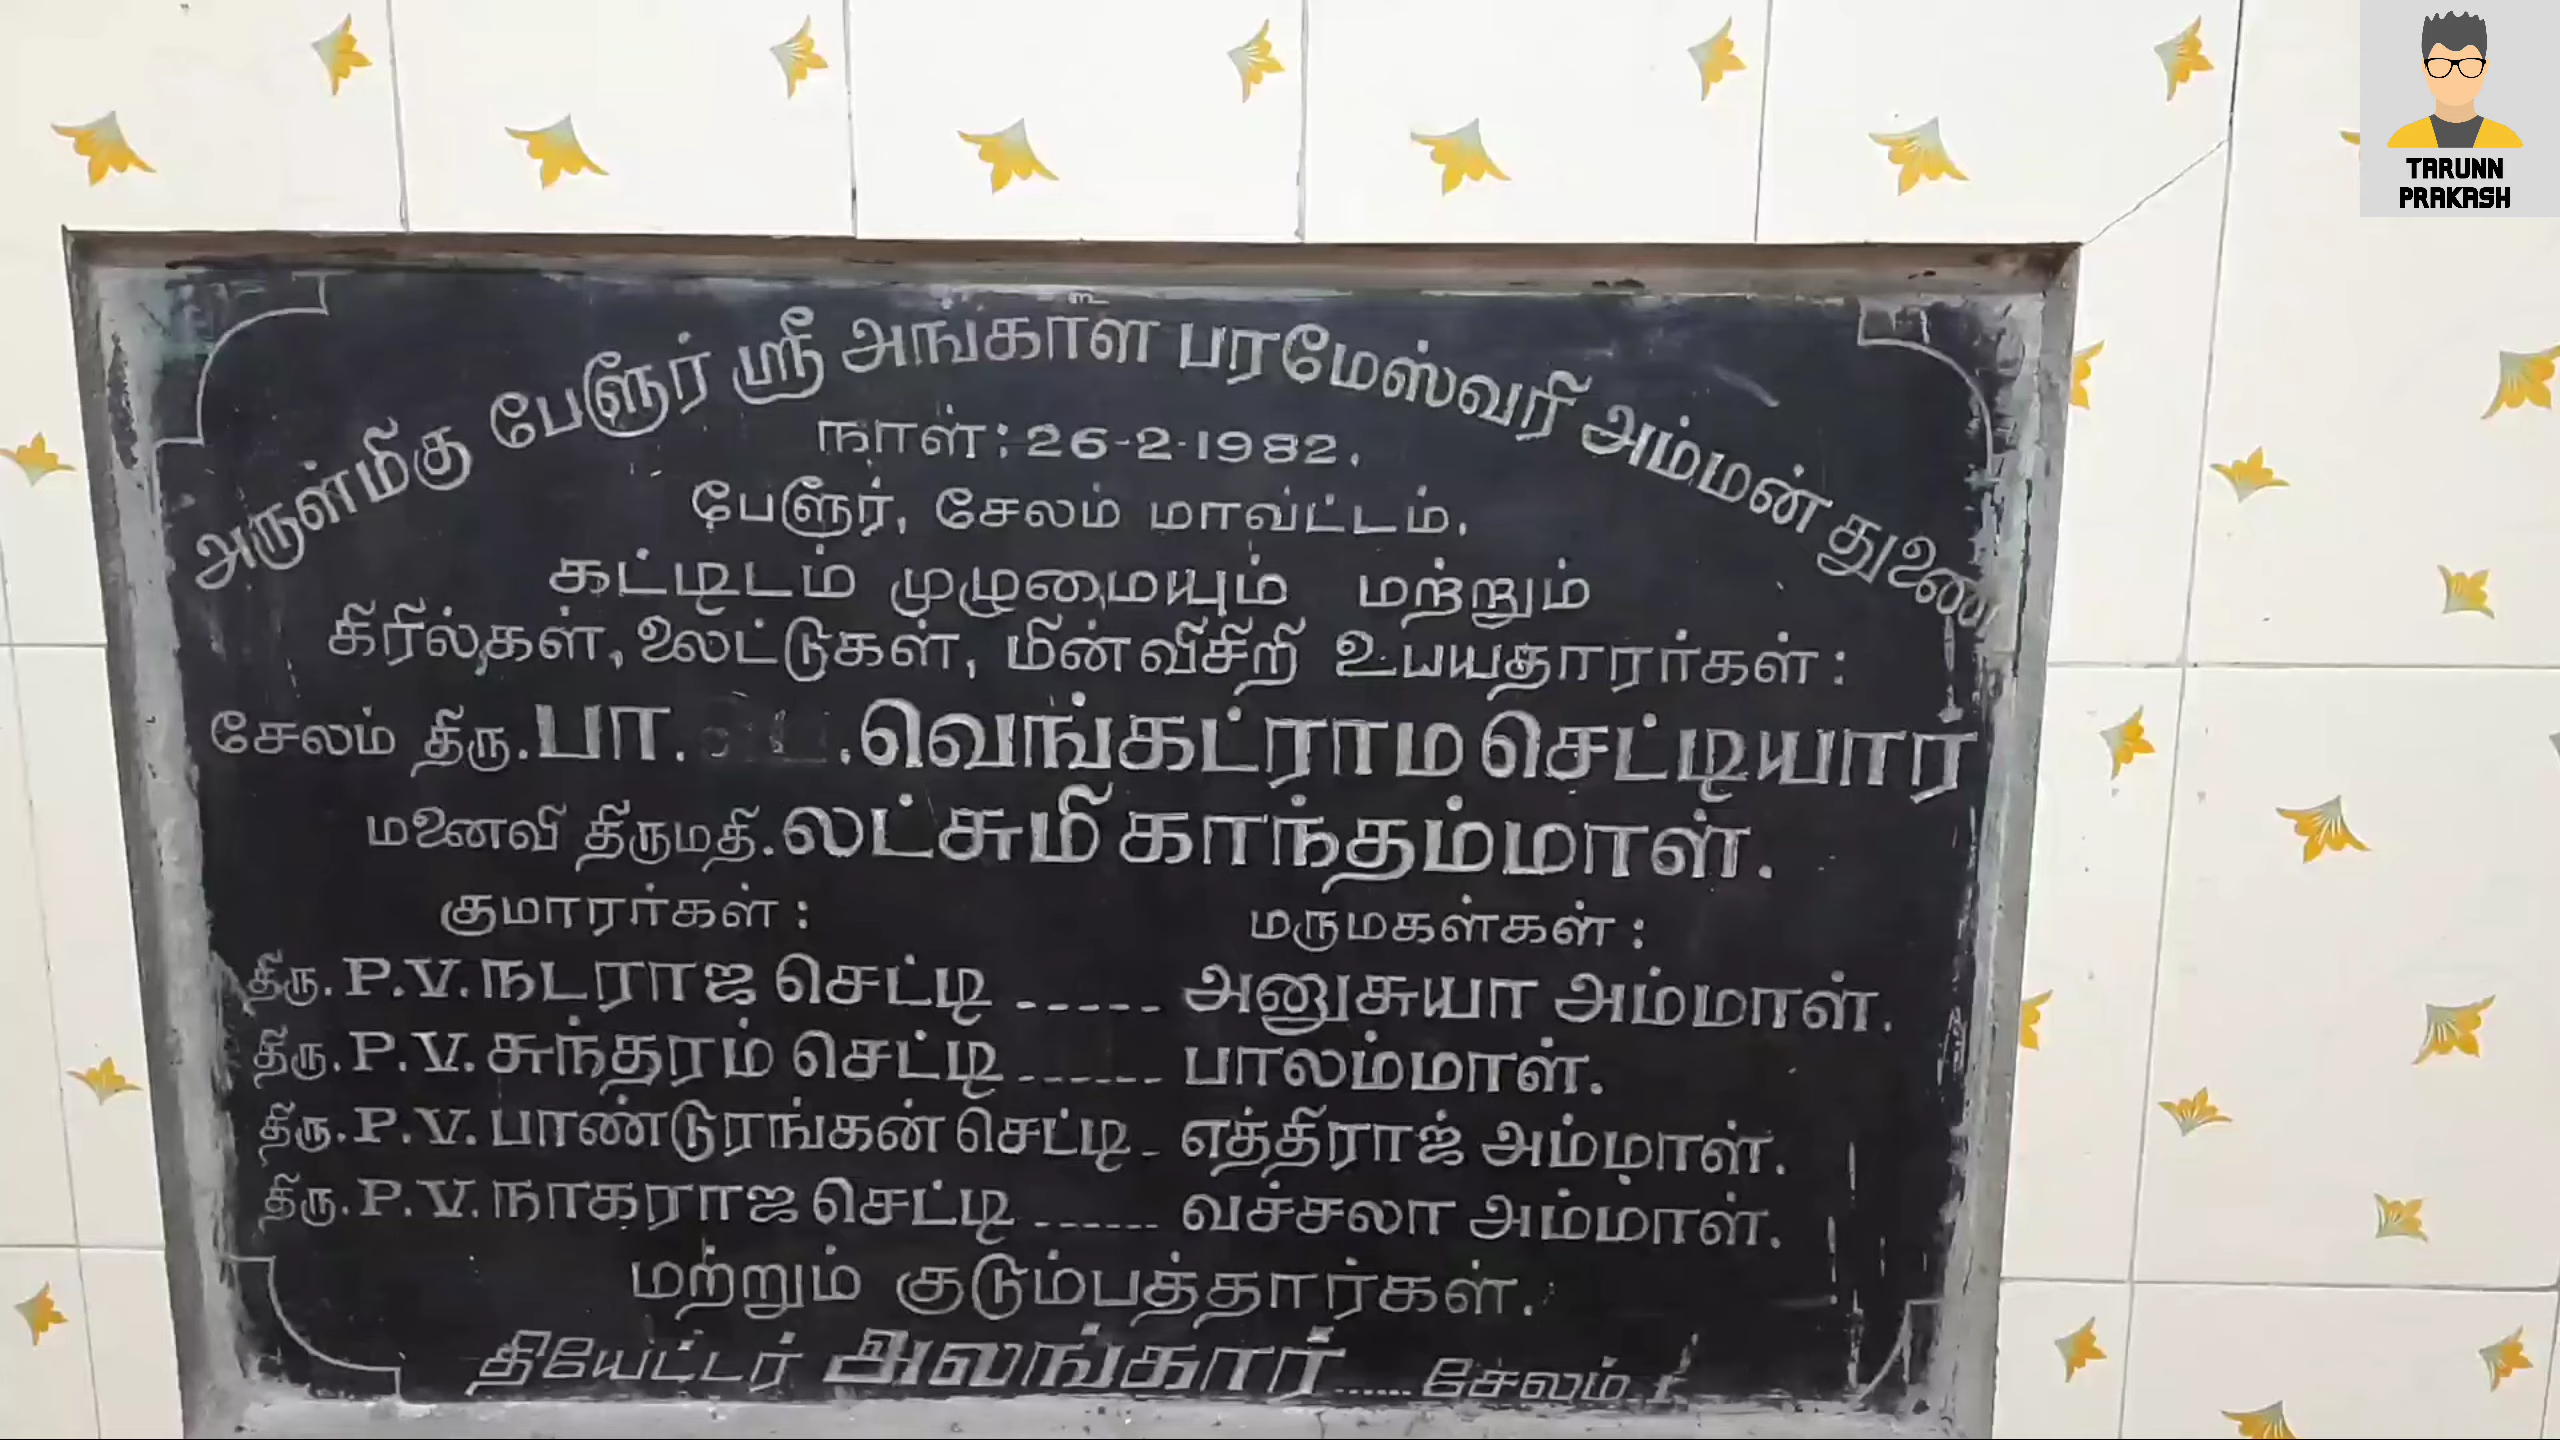 அருள்மிகு பேளூர் ஸ்ரீ அங்காள பரமேஸ்வரி அம்மன் துணை
நாள்: 26-2-1982.
பேளூர், சேலம் மாவட்டம்.
கட்டிடம் முழுமையும் மற்றும்
கிரில்கள், லைட்டுகள், மின்விசிறி உபயதாரர்கள்:
சேலம் திரு. பா. . வெங்கட்ராம செட்டியார்
மனைவி திருமதி. லட்சுமி காந்தம்மாள்.
குமாரர்கள்: மருமகள்கள்:
திரு. P.V. நடராஜ செட்டி ----- அனுசுயா அம்மாள்.
திரு. P.V. சுந்தரம் செட்டி ------ பாலம்மாள்.
திரு. P.V. பாண்டுரங்கன் செட்டி - எத்திராஜ் அம்மாள்.
திரு. P.V. நாகராஜ செட்டி ------ வச்சலா அம்மாள்.
மற்றும் குடும்பத்தார்கள்.
தியேட்டர் அலங்கார் ...... சேலம்
TARUNN
PRAKASH